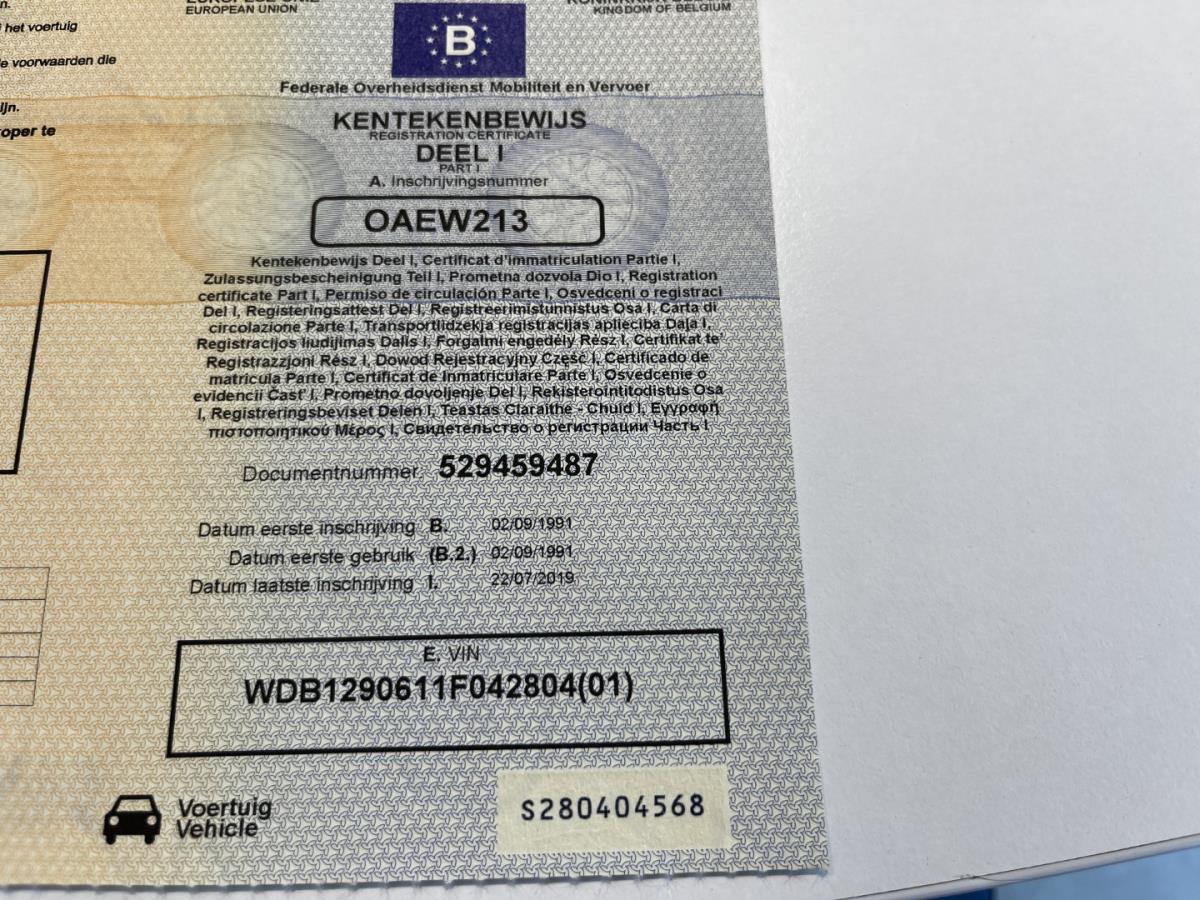 n.
het voertuig
e voorwaarden die
ijn.
oper te
EUROPEAN UNION
KINGDOM OF BELGIUM
B
Federale Overheidsdienst Mobiliteit en Vervoer
KENTEKENBEWIJS
REGISTRATION CERTIFICATE
DEEL I
PART I
A. Inschrijvingsnummer
OAEW213
Kentekenbewijs Deel I, Certificat d'immatriculation Partie I,
Zulassungsbescheinigung Teil I, Prometna dozvola Dio I, Registration
certificate Part I, Permiso de circulación Parte I, Osvedceni o registraci
Del I, Registeringsattest Del I, Registreerimistunnistus Osa I, Carta di
circolazione Parte I, Transportlidzekja registracijas aplieciba Daļa I,
Registracijos liudijimas Dalis I, Forgalmi engedély Rész I, Certifikat te'
Registrazzjoni Rész I, Dowod Rejestracyjny Część I, Certificado de
matricula Parte I, Certificat de Inmatriculare Parte I, Osvedcenie o
evidencii Čast' I, Prometno dovoljenje Del I, Rekisterointitodistus Osa
I, Registreringsbeviset Delen I, Teastas Claraithe - Chuid I, Εγγραφη
πιστοποιητικού Μέρος I, Свидетельство о регистрации Часть I
Documentnummer 529459487
Datum eerste inschrijving B. 02/09/1991
Datum eerste gebruik (B.2.) 02/09/1991
Datum laatste inschrijving I. 22/07/2019
E. VIN
WDB1290611F042804(01)
Voertuig
Vehicle
S280404568